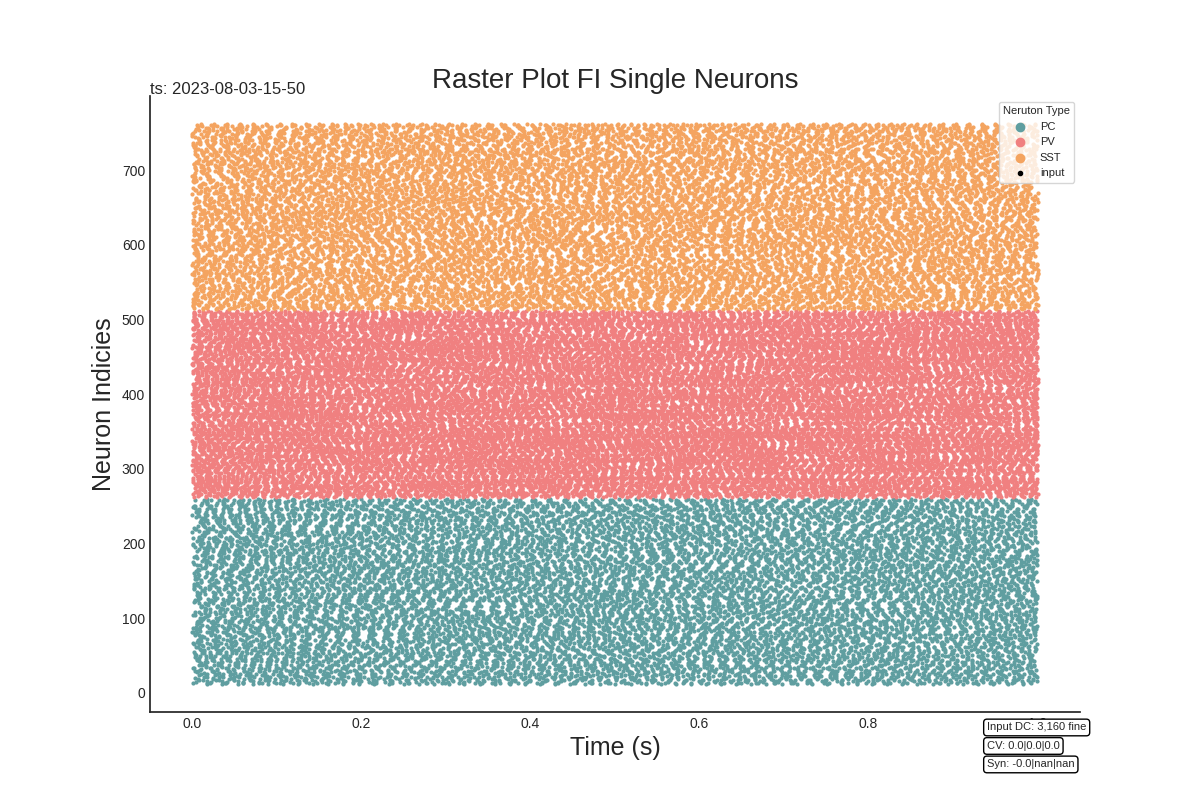 Raster Plot FI Single Neurons
ts: 2023-08-03-15-50
Neruton Type
PC
PV
SST
input
Neuron Indicies
700
600
500
400
300
200
100
0
0.0
0.2
0.4
0.6
0.8
Time (s)
Input DC: 3,160 fine
CV: 0.0|0.0|0.0
Syn: -0.0|nan|nan